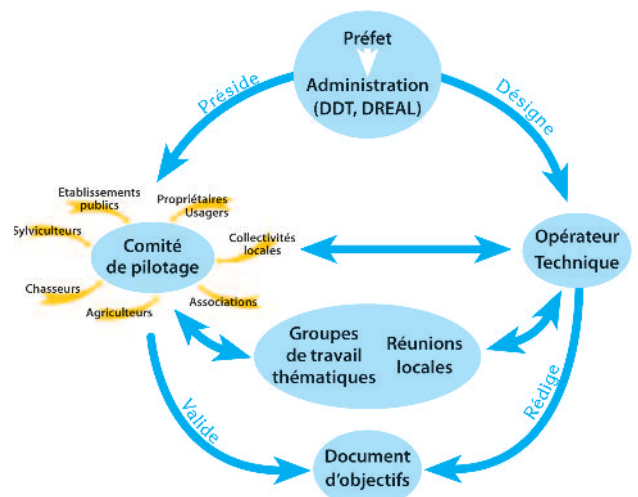 Préfet
Administration
(DDT, DREAL)
Préside
Désigne
Etablissements
publics
Propriétaires
Usagers
Sylviculteurs
Collectivités
locales
Comité
de pilotage
Chasseurs
Agriculteurs
Associations
Opérateur
Technique
Groupes
de travail
thématiques
Réunions
locales
Valide
Rédige
Document
d'objectifs